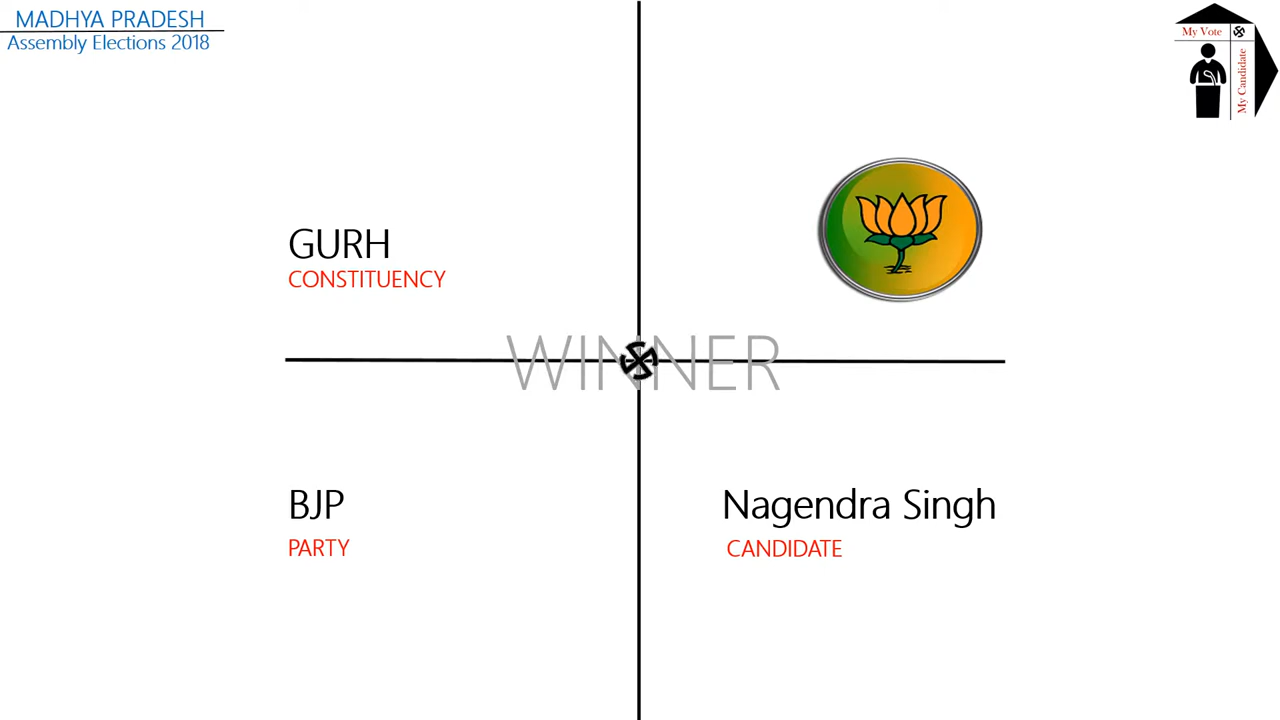 MADHYA PRADESH
Assembly Elections 2018
My Vote
My Candidate
GURH
CONSTITUENCY
WINNER
BJP
PARTY
Nagendra Singh
CANDIDATE